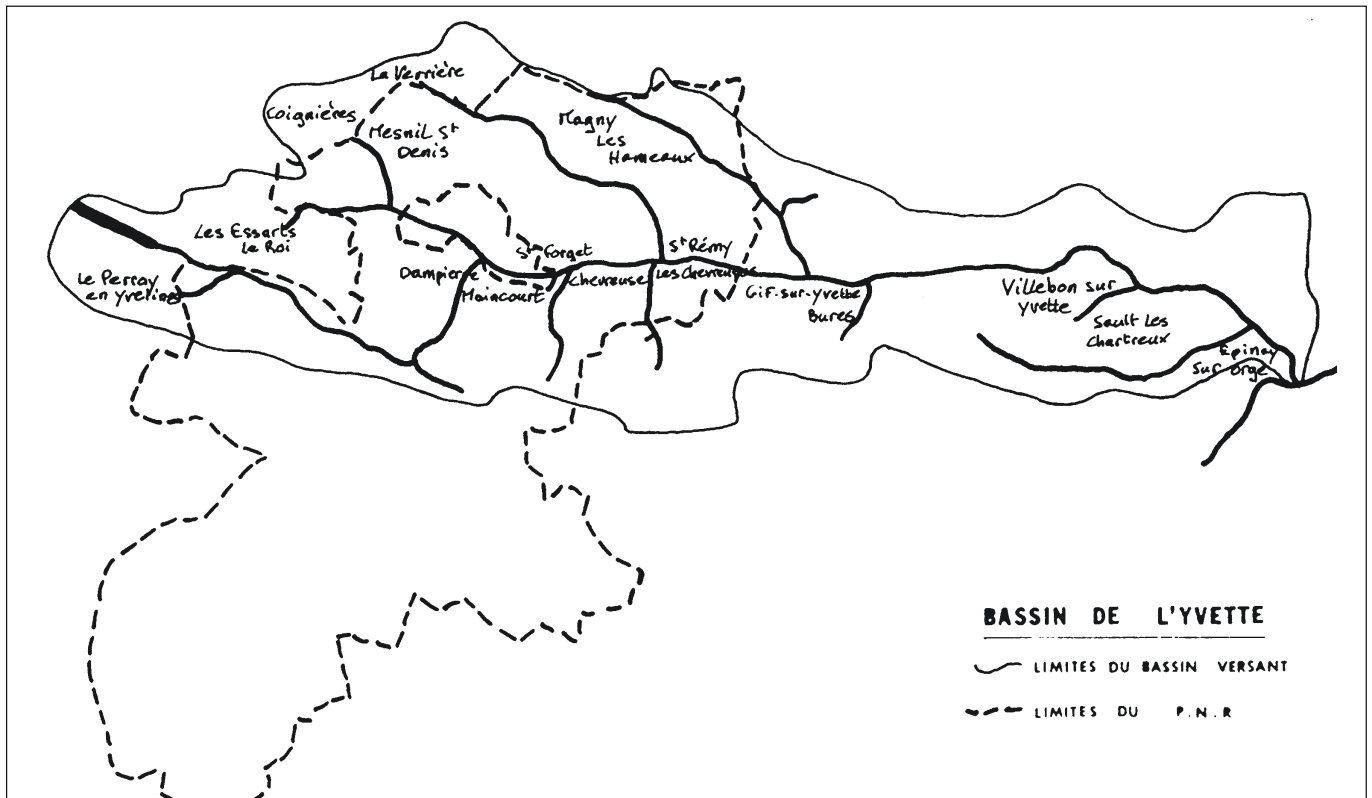 La Verrière
Coignières
Mesnil St
Denis
Magny
Les
Hameaux
Les Essarts
le Roi
Le Perray
en yvelines
Dampierre
Maincourt
St Forget
Chevreuse
St Rémy
Les chevreuses
Gif-sur-yvette
Bures
Villebon sur
yvette
Saulx les
Chartreux
Epinay
sur orge
BASSIN DE L'YVETTE
LIMITES DU BASSIN VERSANT
LIMITES DU P.N.R